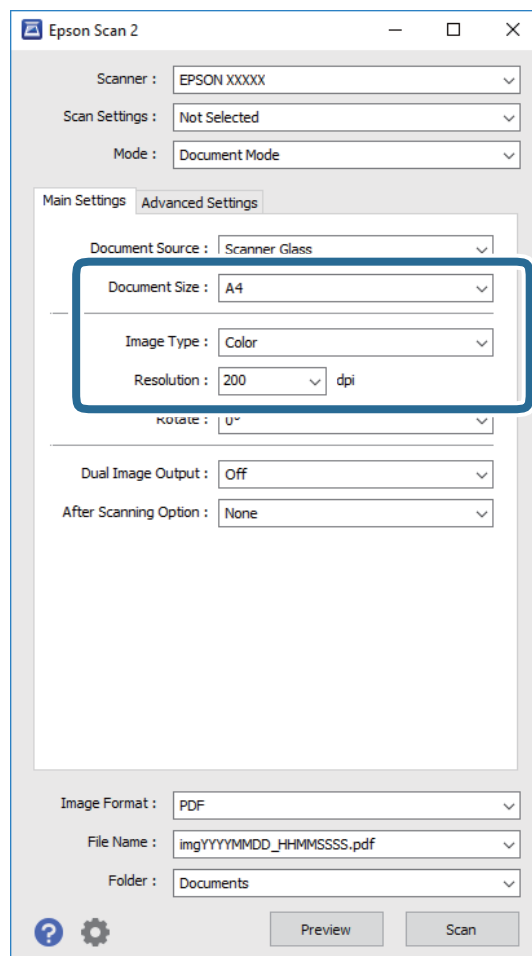 Epson Scan 2
Scanner : EPSON XXXXX
Scan Settings : Not Selected
Mode : Document Mode
Main Settings Advanced Settings
Document Source : Scanner Glass
Document Size : A4
Image Type : Color
Resolution : 200 dpi
Rotate : 0°
Dual Image Output : Off
After Scanning Option : None
Image Format : PDF
File Name : imgYYYYMMDD_HHMMSSSS.pdf
Folder : Documents
? Preview Scan